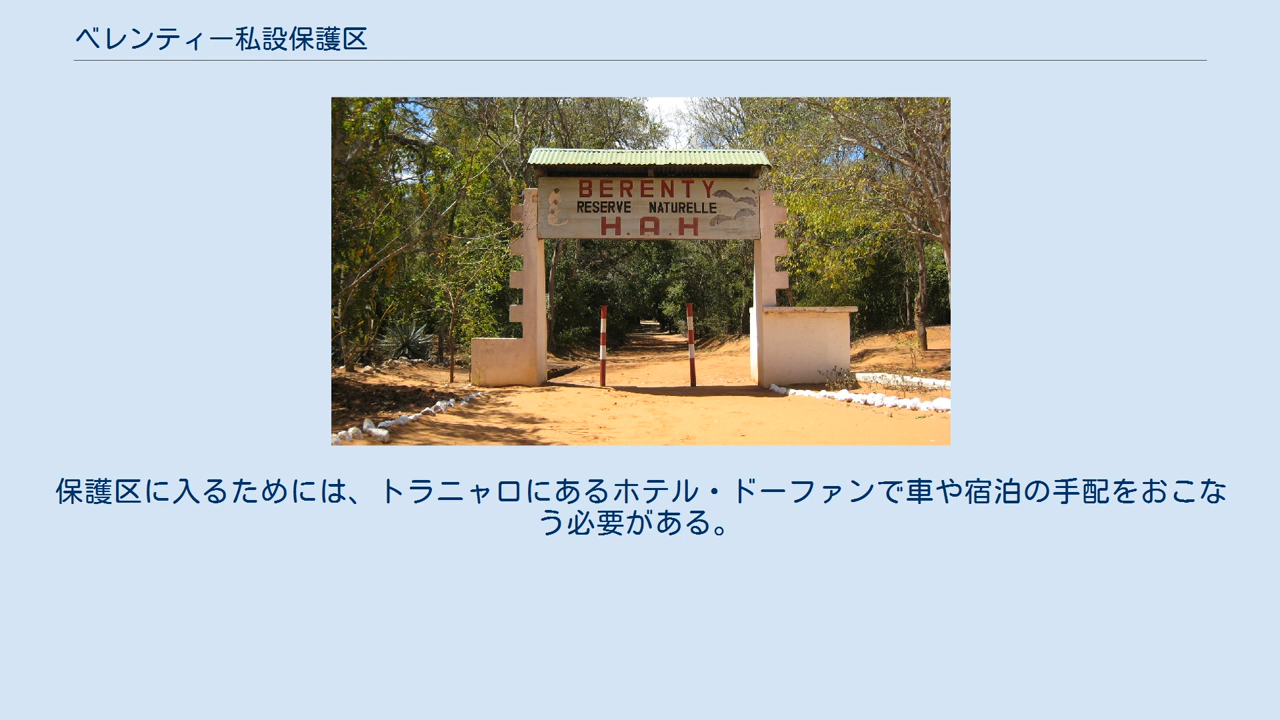 ベレンティー私設保護区
BERENTY
RESERVE NATURELLE
H.A.H
保護区に入るためには、トラニャロにあるホテル・ドーファンで車や宿泊の手配をおこな
う必要がある。